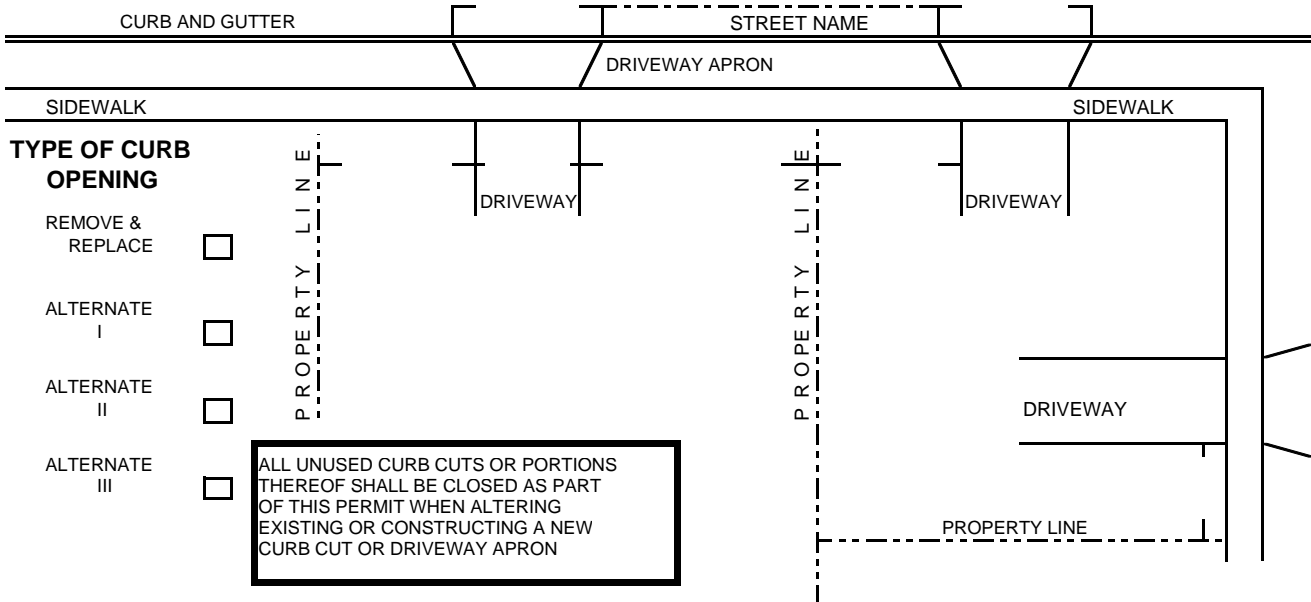 CURB AND GUTTER
STREET NAME
DRIVEWAY APRON
SIDEWALK
SIDEWALK
TYPE OF CURB
OPENING
PROPERTY LINE
PROPERTY LINE
DRIVEWAY
DRIVEWAY
REMOVE &
REPLACE
ALTERNATE
I
ALTERNATE
II
DRIVEWAY
ALTERNATE
III
ALL UNUSED CURB CUTS OR PORTIONS
THEREOF SHALL BE CLOSED AS PART
OF THIS PERMIT WHEN ALTERING
EXISTING OR CONSTRUCTING A NEW
CURB CUT OR DRIVEWAY APRON
PROPERTY LINE